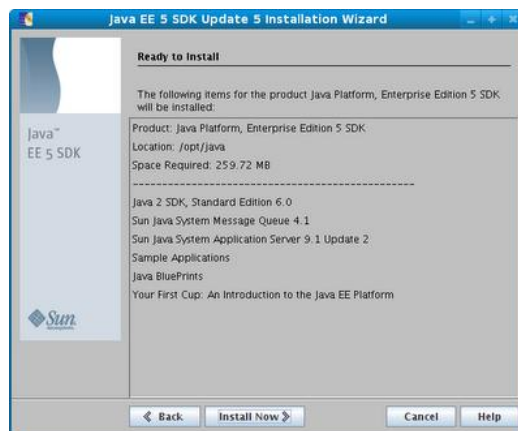 Java EE 5 SDK Update 5 Installation Wizard
Ready to Install
The following items for the product Java Platform, Enterprise Edition 5 SDK
will be installed:
Java™
EE 5 SDK
Product: Java Platform, Enterprise Edition 5 SDK
Location: /opt/java
Space Required: 259.72 MB
------------------------------------------------------------
Java 2 SDK, Standard Edition 6.0
Sun Java System Message Queue 4.1
Sun Java System Application Server 9.1 Update 2
Sample Applications
Java BluePrints
Your First Cup: An Introduction to the Java EE Platform
Sun
Back
Install Now
Cancel
Help